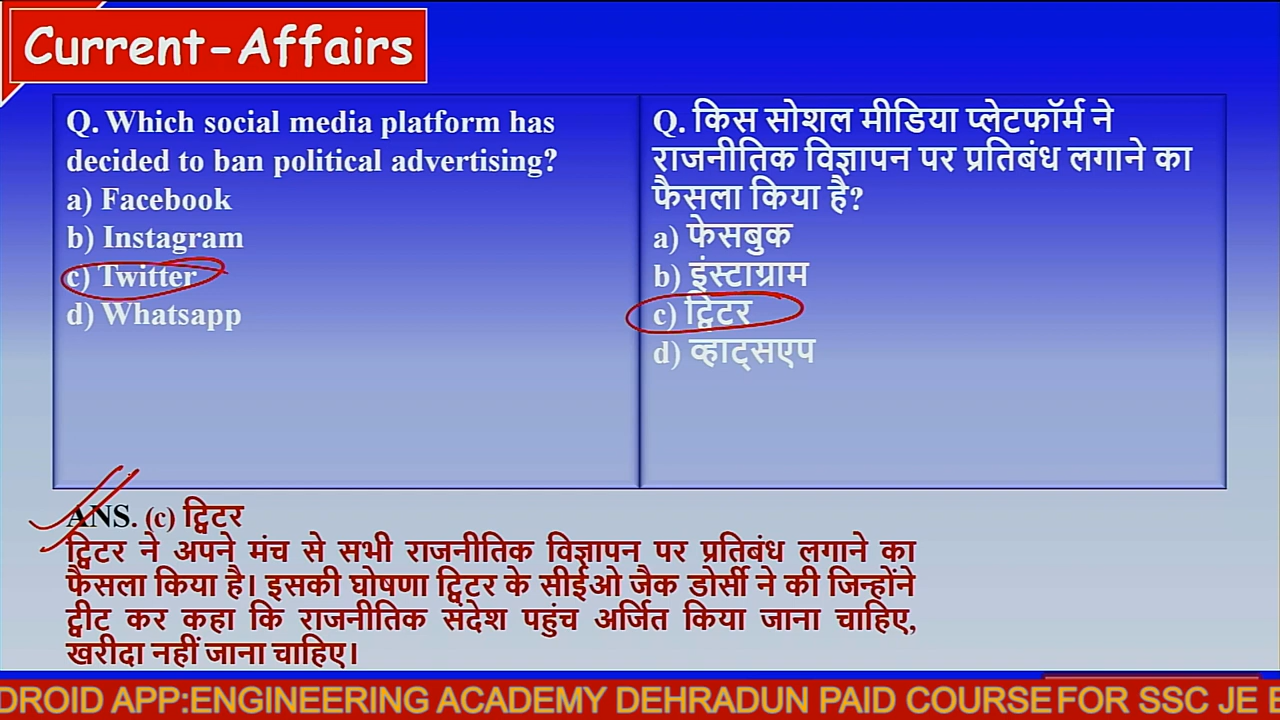 Current-Affairs
Q. Which social media platform has
decided to ban political advertising?
a) Facebook
b) Instagram
c) Twitter
d) Whatsapp
Q. किस सोशल मीडिया प्लेटफॉर्म ने
राजनीतिक विज्ञापन पर प्रतिबंध लगाने का
फैसला किया है?
a) फेसबुक
b) इंस्टाग्राम
c) ट्विटर
d) व्हाट्सएप
ANS. (c) ट्विटर
ट्विटर ने अपने मंच से सभी राजनीतिक विज्ञापन पर प्रतिबंध लगाने का
फैसला किया है। इसकी घोषणा ट्विटर के सीईओ जैक डोर्सी ने की जिन्होंने
ट्वीट कर कहा कि राजनीतिक संदेश पहुंच अर्जित किया जाना चाहिए,
खरीदा नहीं जाना चाहिए।
DROID APP:ENGINEERING ACADEMY DEHRADUN PAID COURSE FOR SSC JE E